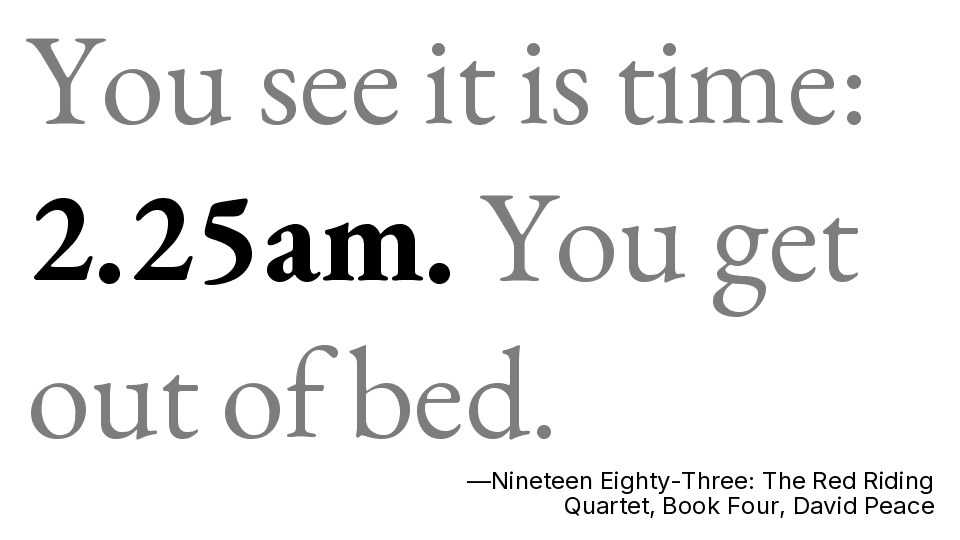 You see it is time:
2.25am. You get
out of bed.
—Nineteen Eighty-Three: The Red Riding
Quartet, Book Four, David Peace